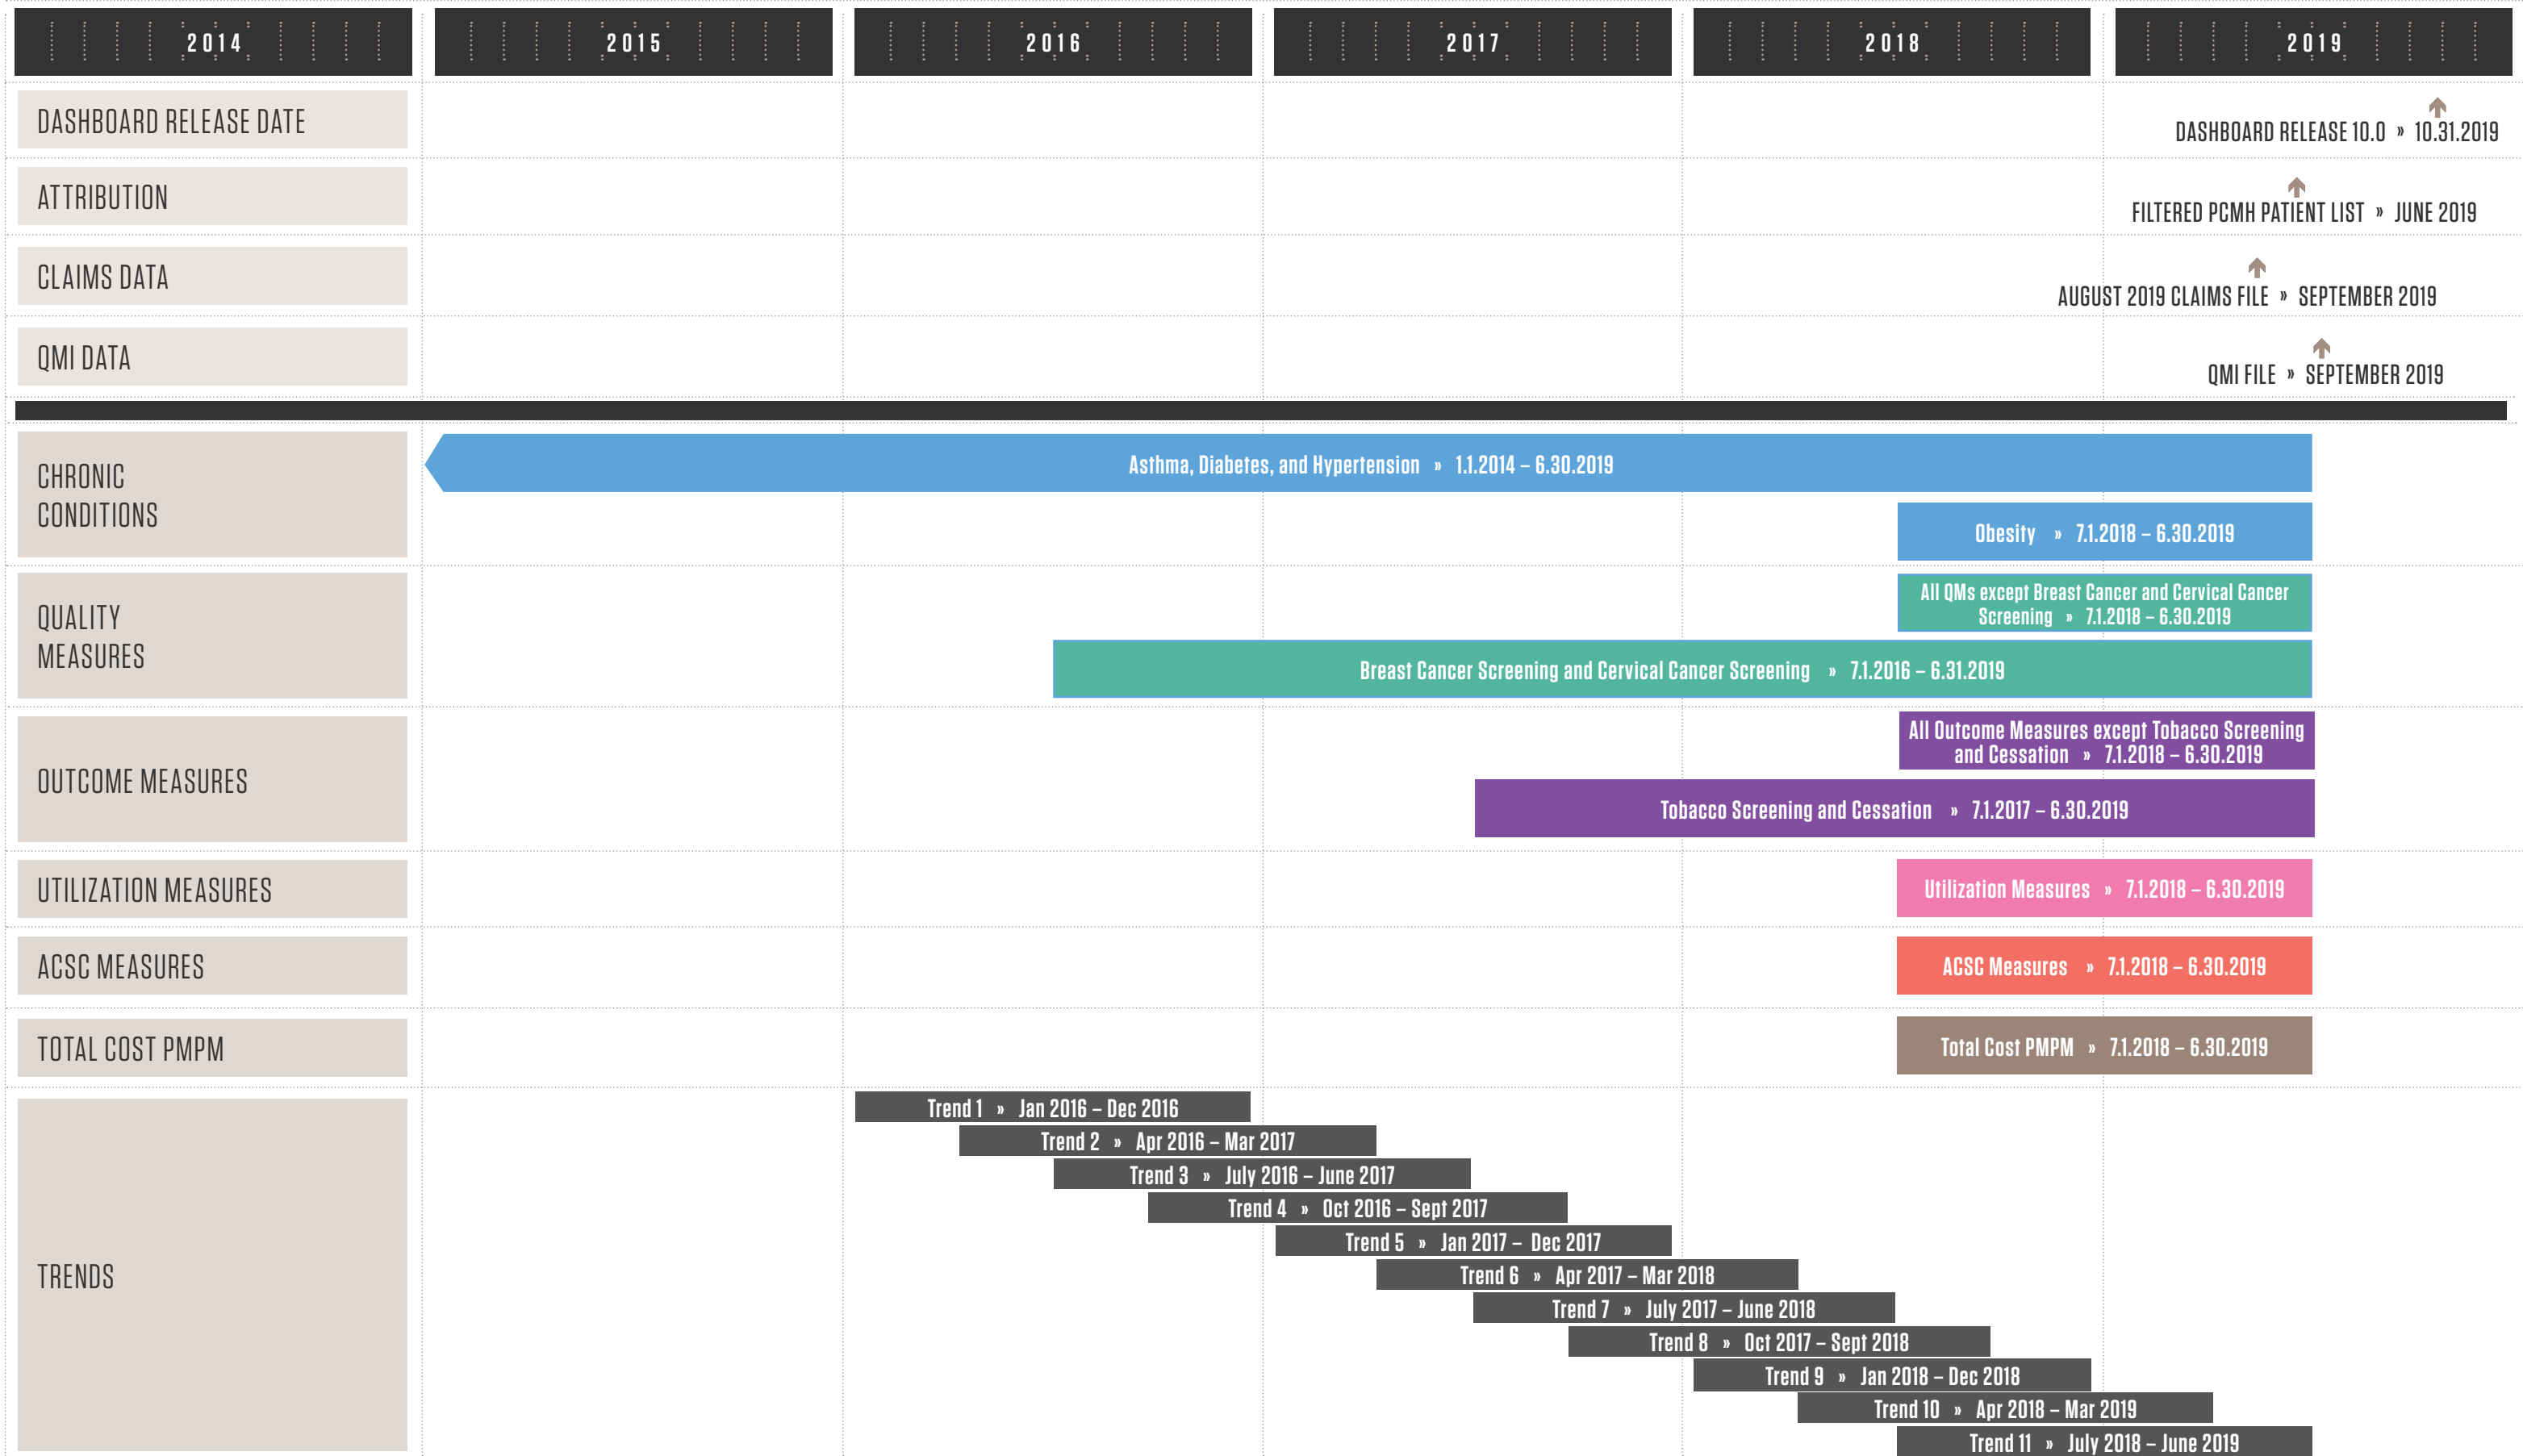 2014 2015 2016 2017 2018 2019
DASHBOARD RELEASE DATE
DASHBOARD RELEASE 10.0 » 10.31.2019
ATTRIBUTION
FILTERED PCMH PATIENT LIST » JUNE 2019
CLAIMS DATA
AUGUST 2019 CLAIMS FILE » SEPTEMBER 2019
QMI DATA
QMI FILE » SEPTEMBER 2019
CHRONIC
CONDITIONS
Asthma, Diabetes, and Hypertension » 1.1.2014 – 6.30.2019
Obesity » 7.1.2018 – 6.30.2019
QUALITY
MEASURES
All QMs except Breast Cancer and Cervical Cancer
Screening » 7.1.2018 – 6.30.2019
Breast Cancer Screening and Cervical Cancer Screening » 7.1.2016 – 6.31.2019
OUTCOME MEASURES
All Outcome Measures except Tobacco Screening
and Cessation » 7.1.2018 – 6.30.2019
Tobacco Screening and Cessation » 7.1.2017 – 6.30.2019
UTILIZATION MEASURES
Utilization Measures » 7.1.2018 – 6.30.2019
ACSC MEASURES
ACSC Measures » 7.1.2018 – 6.30.2019
TOTAL COST PMPM
Total Cost PMPM » 7.1.2018 – 6.30.2019
TRENDS
Trend 1 » Jan 2016 – Dec 2016
Trend 2 » Apr 2016 – Mar 2017
Trend 3 » July 2016 – June 2017
Trend 4 » Oct 2016 – Sept 2017
Trend 5 » Jan 2017 – Dec 2017
Trend 6 » Apr 2017 – Mar 2018
Trend 7 » July 2017 – June 2018
Trend 8 » Oct 2017 – Sept 2018
Trend 9 » Jan 2018 – Dec 2018
Trend 10 » Apr 2018 – Mar 2019
Trend 11 » July 2018 – June 2019